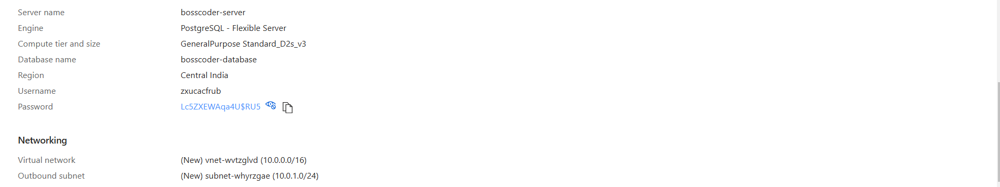 Server name bosscoder-server
Engine PostgreSQL - Flexible Server
Compute tier and size GeneralPurpose Standard_D2s_v3
Database name bosscoder-database
Region Central India
Username zxucacfrub
Password Lc5ZXEWAqa4U$RU5
Networking
Virtual network (New) vnet-wvtzglvd (10.0.0.0/16)
Outbound subnet (New) subnet-whyrzgae (10.0.1.0/24)